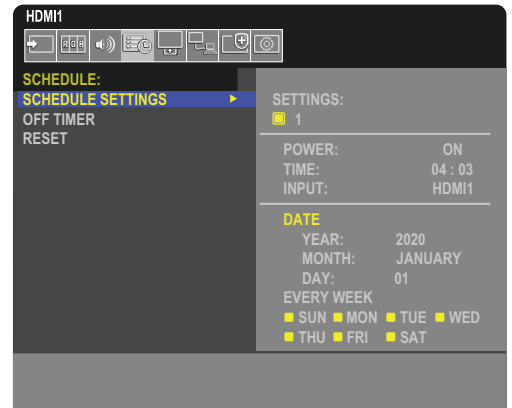 HDMI1
R G B
SCHEDULE:
SCHEDULE SETTINGS
OFF TIMER
RESET
SETTINGS:
1
POWER: ON
TIME: 04 : 03
INPUT: HDMI1
DATE
YEAR: 2020
MONTH: JANUARY
DAY: 01
EVERY WEEK
SUN MON TUE WED
THU FRI SAT